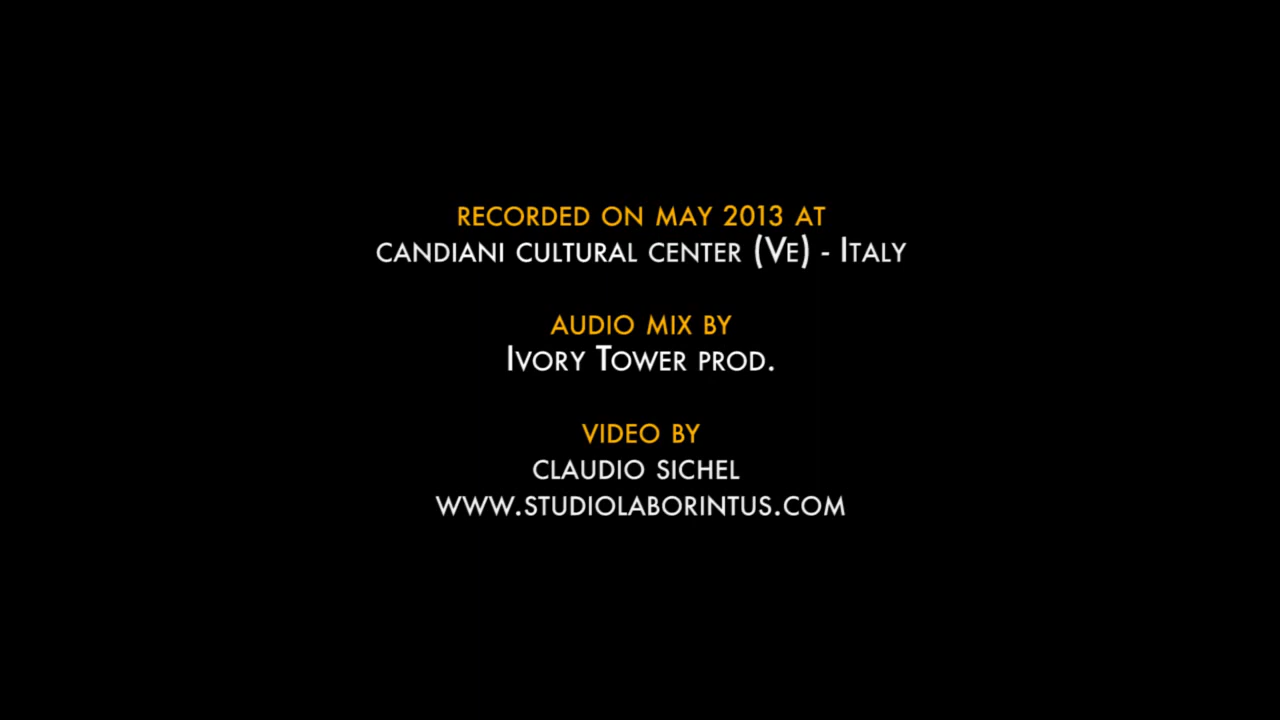 RECORDED ON MAY 2013 AT
CANDIANI CULTURAL CENTER (VE) - ITALY
AUDIO MIX BY
IVORY TOWER PROD.
VIDEO BY
CLAUDIO SICHEL
WWW.STUDIOLABORINTUS.COM